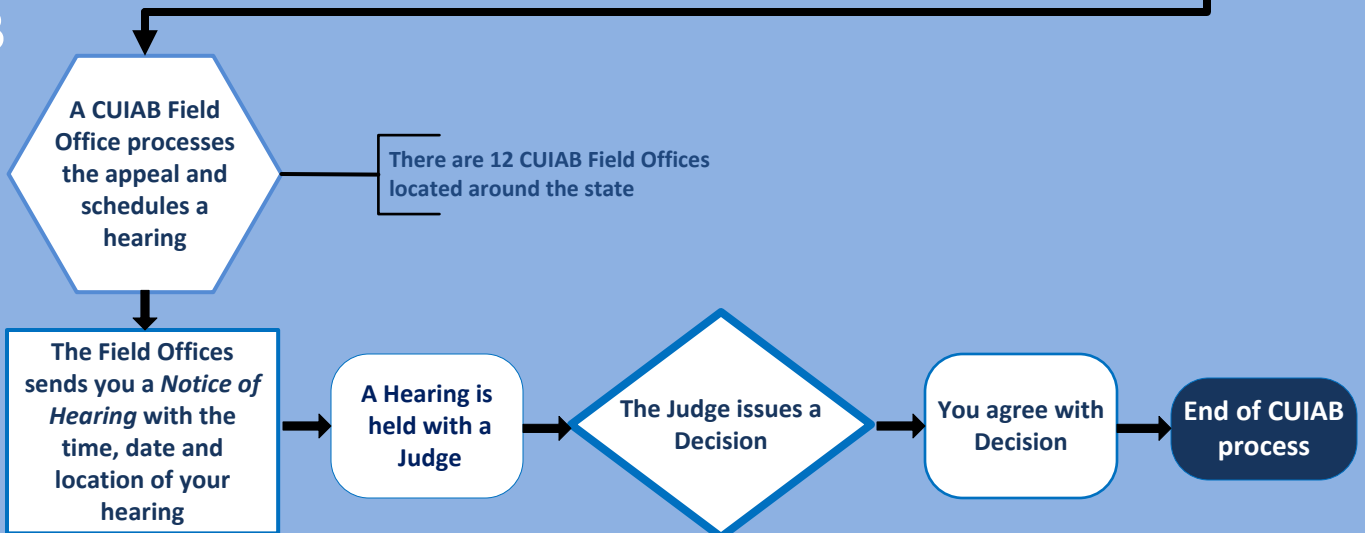 A CUIAB Field
Office processes
the appeal and
schedules a
hearing
There are 12 CUIAB Field Offices
located around the state
The Field Offices
sends you a Notice of
Hearing with the
time, date and
location of your
hearing
A Hearing is
held with a
Judge
The Judge issues a
Decision
You agree with
Decision
End of CUIAB
process